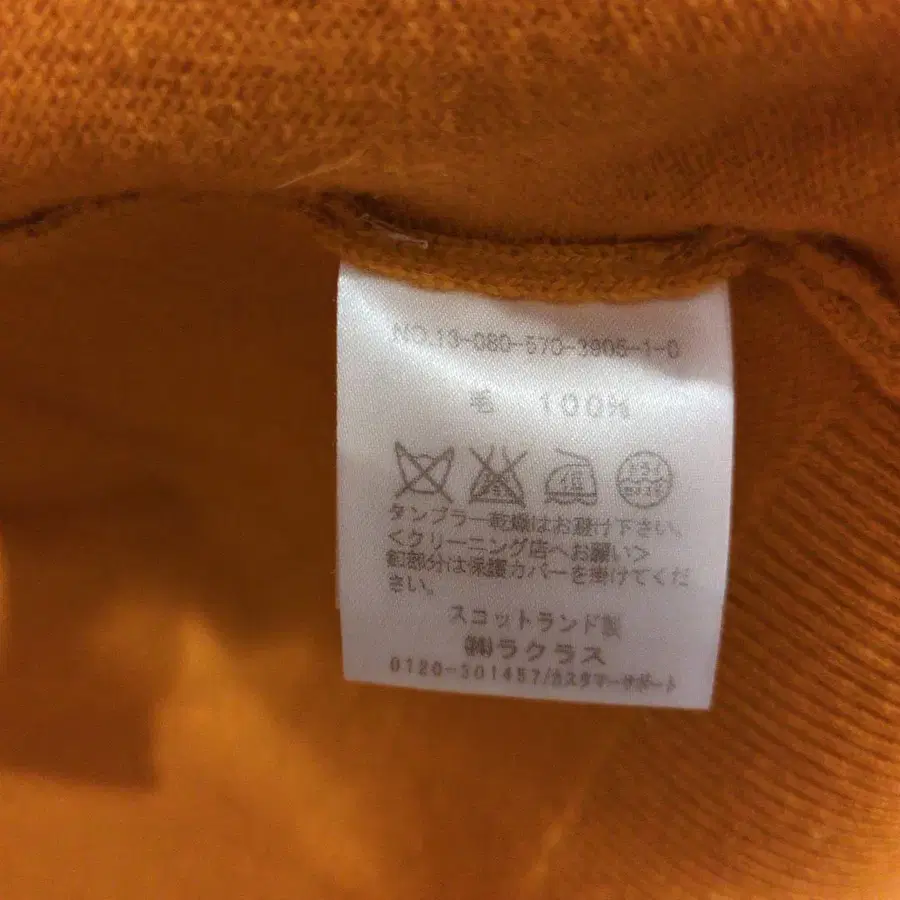 NO.13-080-570-3905-1-0
毛 100%
タンブラー乾燥はお避け下さい。
<クリーニング店へお願い>
釦部分は保護カバーを掛けてくだ
さい。
スコットランド製
㈱ラクラス
0120-301457/カスタマーサポート